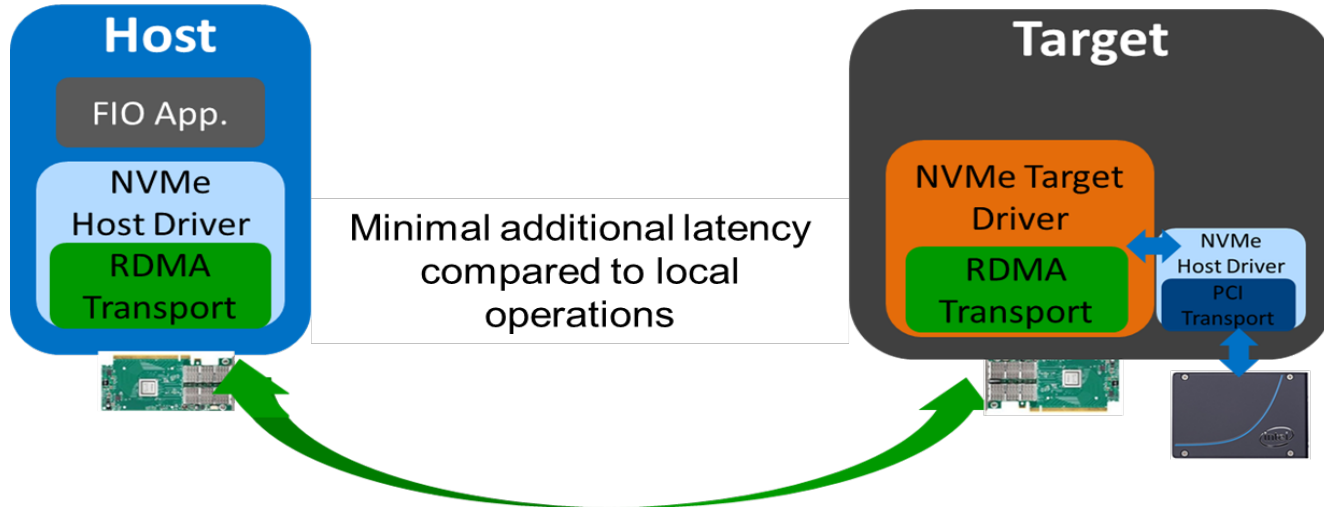 Host
FIO App.
NVMe
Host Driver
RDMA
Transport
Minimal additional latency
compared to local
operations
Target
NVMe Target
Driver
RDMA
Transport
NVMe
Host Driver
PCI
Transport
intel